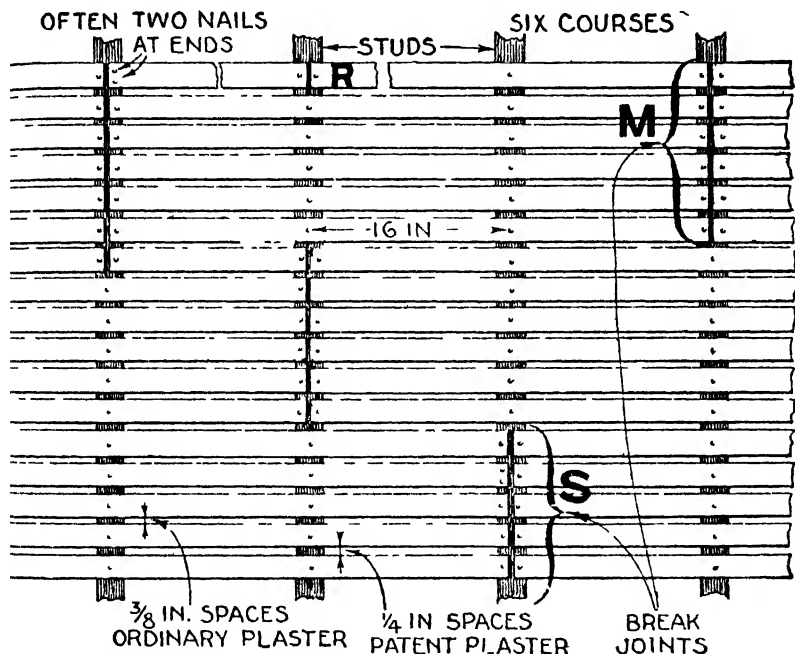 OFTEN TWO NAILS
AT ENDS
STUDS
SIX COURSES
R
M
16 IN
S
3/8 IN. SPACES
ORDINARY PLASTER
1/4 IN SPACES
PATENT PLASTER
BREAK
JOINTS